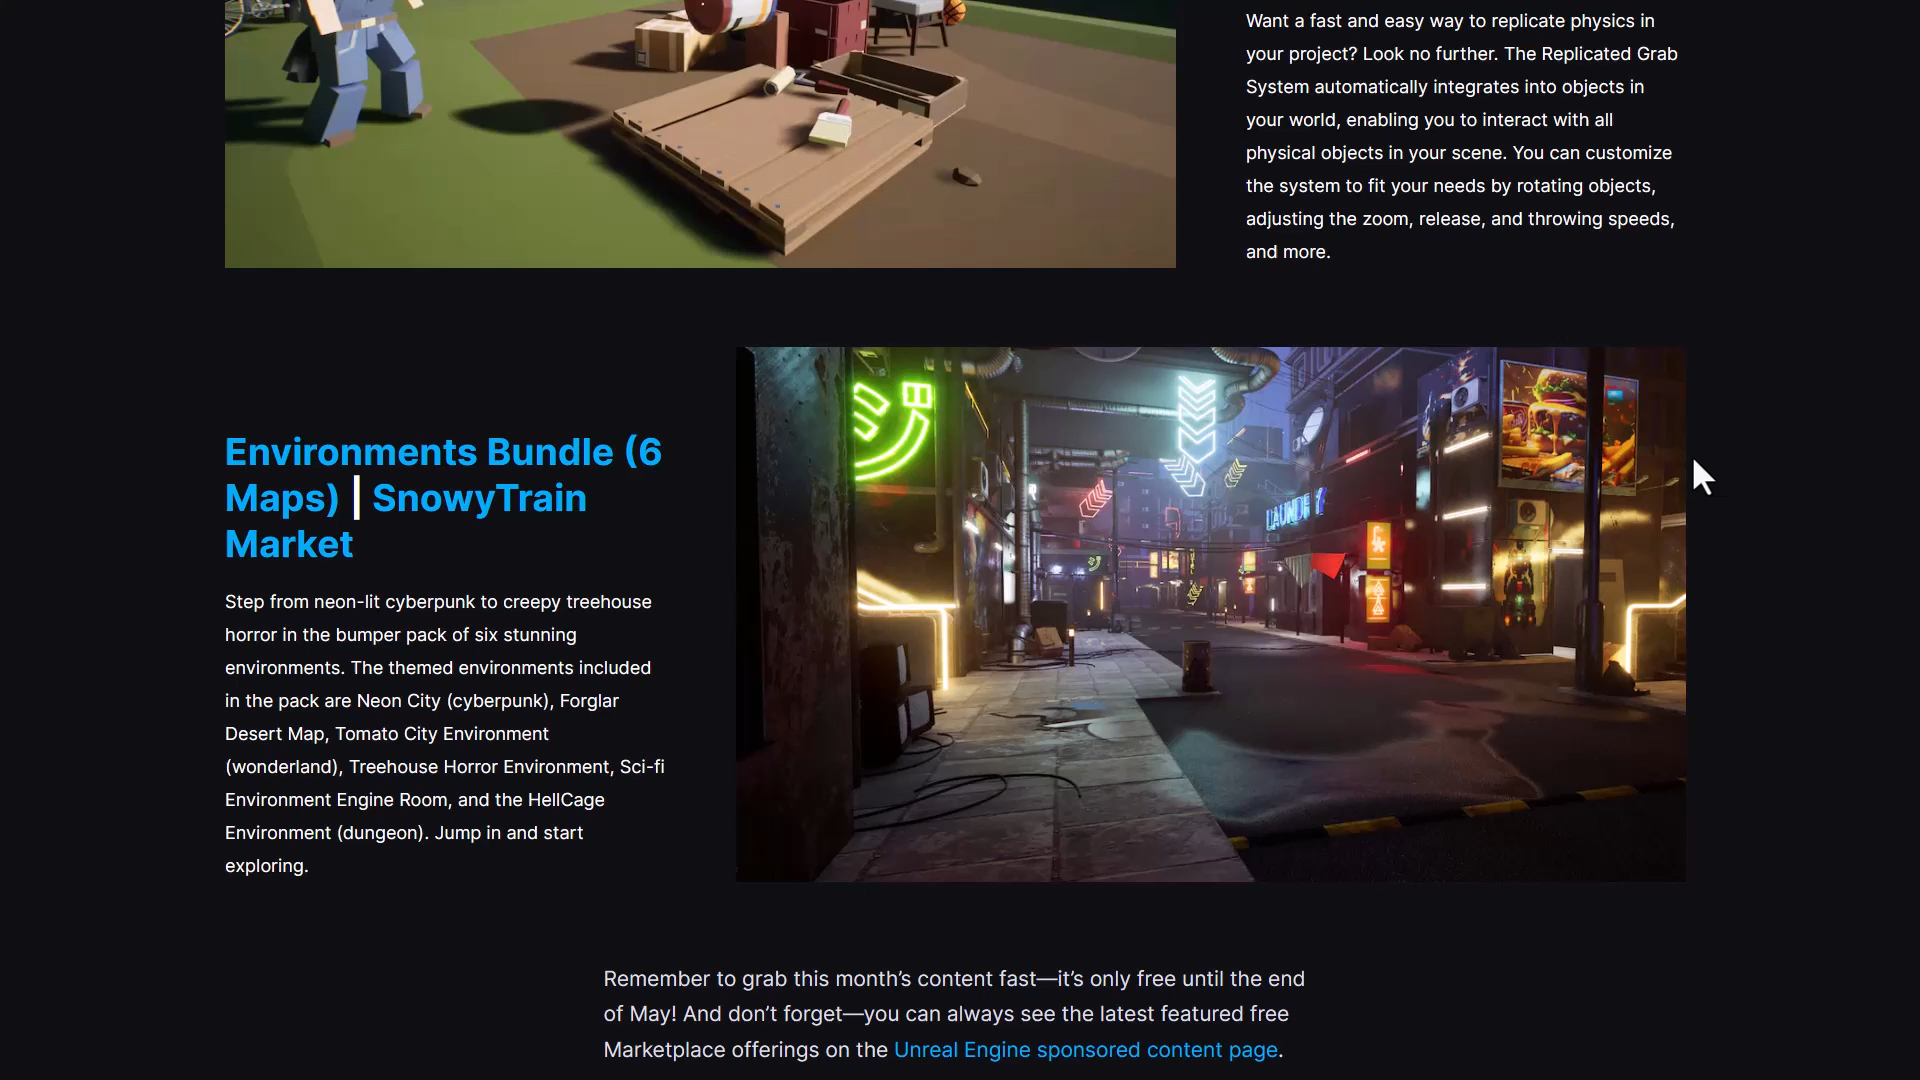 Want a fast and easy way to replicate physics in
your project? Look no further. The Replicated Grab
System automatically integrates into objects in
your world, enabling you to interact with all
physical objects in your scene. You can customize
the system to fit your needs by rotating objects,
adjusting the zoom, release, and throwing speeds,
and more.
Environments Bundle (6
Maps) | SnowyTrain
Market
Step from neon-lit cyberpunk to creepy treehouse
horror in the bumper pack of six stunning
environments. The themed environments included
in the pack are Neon City (cyberpunk), Forglar
Desert Map, Tomato City Environment
(wonderland), Treehouse Horror Environment, Sci-fi
Environment Engine Room, and the HellCage
Environment (dungeon). Jump in and start
exploring.
ジ
LAUNDRY
Remember to grab this month’s content fast—it’s only free until the end
of May! And don’t forget—you can always see the latest featured free
Marketplace offerings on the Unreal Engine sponsored content page.